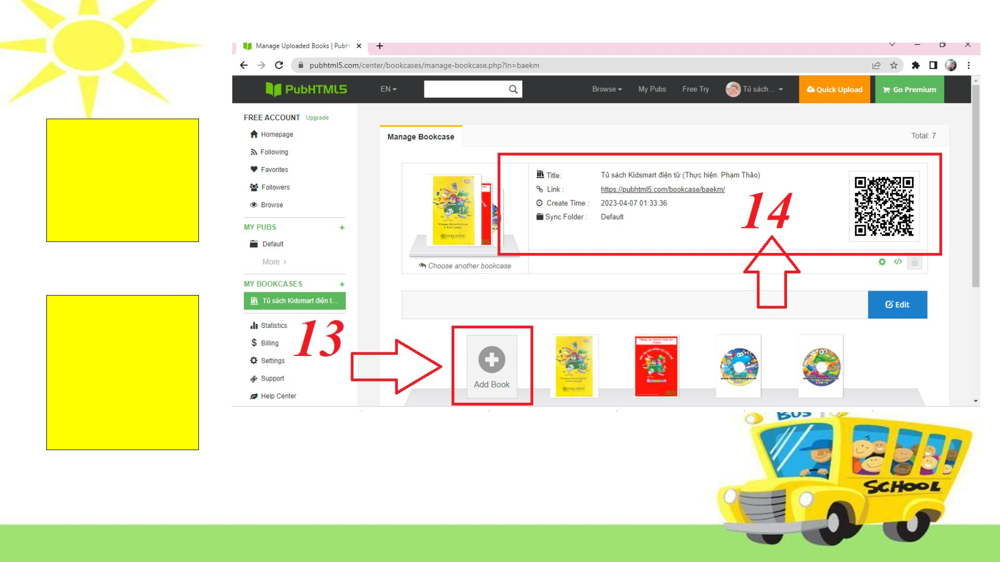 Manage Uploaded Books | PubH
pubhtml5.com/center/bookcases/manage-bookcase.php?ln=baekm
PubHTML5
EN
Browse
My Pubs
Free Try
Tủ sách...
Quick Upload
Go Premium
FREE ACCOUNT Upgrade
Homepage
Following
Favorites
Followers
Browse
MY PUBS +
Default
More >
MY BOOKCASES +
Tủ sách Kidsmart điện t...
Statistics
Billing
Settings
Support
Help Center
Manage Bookcase
Total: 7
Title: Tủ sách Kidsmart điện tử (Thực hiện: Phạm Thảo)
Link : https://pubhtml5.com/bookcase/baekm/
Create Time : 2023-04-07 01:33:36
Sync Folder : Default
14
Choose another bookcase
Edit
13
Add Book
Kidsmart
BUS
SCHOOL